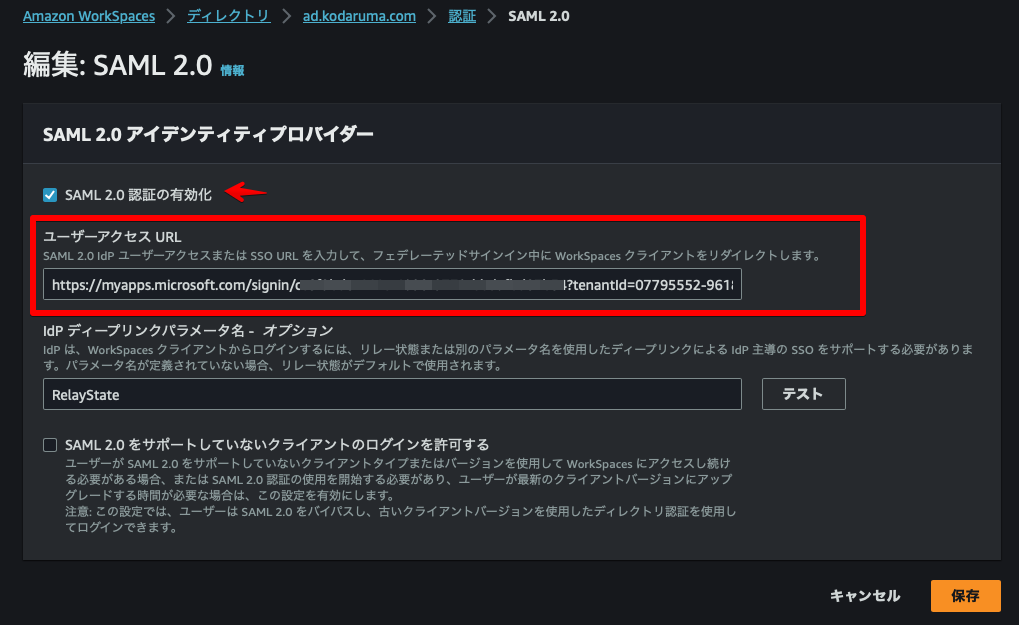 Amazon WorkSpaces > ディレクトリ > ad.kodaruma.com > 認証 > SAML 2.0
編集: SAML 2.0 情報
SAML 2.0 アイデンティティプロバイダー
SAML 2.0 認証の有効化
ユーザーアクセス URL
SAML 2.0 IdP ユーザーアクセスまたは SSO URL を入力して、フェデレーテッドサインイン中に WorkSpaces クライアントをリダイレクトします。
https://myapps.microsoft.com/signin/ ?tenantId=07795552-961
IdP ディープリンクパラメータ名 - オプション
IdP は、WorkSpaces クライアントからログインするには、リレー状態または別のパラメータ名を使用したディープリンクによる IdP 主導の SSO をサポートする必要がありま
す。パラメータ名が定義されていない場合、リレー状態がデフォルトで使用されます。
RelayState
テスト
SAML 2.0 をサポートしていないクライアントのログインを許可する
ユーザーが SAML 2.0 をサポートしていないクライアントタイプまたはバージョンを使用して WorkSpaces にアクセスし続け
る必要がある場合、または SAML 2.0 認証の使用を開始する必要があり、ユーザーが最新のクライアントバージョンにアップ
グレードする時間が必要な場合は、この設定を有効にします。
注意: この設定では、ユーザーは SAML 2.0 をバイパスし、古いクライアントバージョンを使用したディレクトリ認証を使用し
てログインできます。
キャンセル
保存